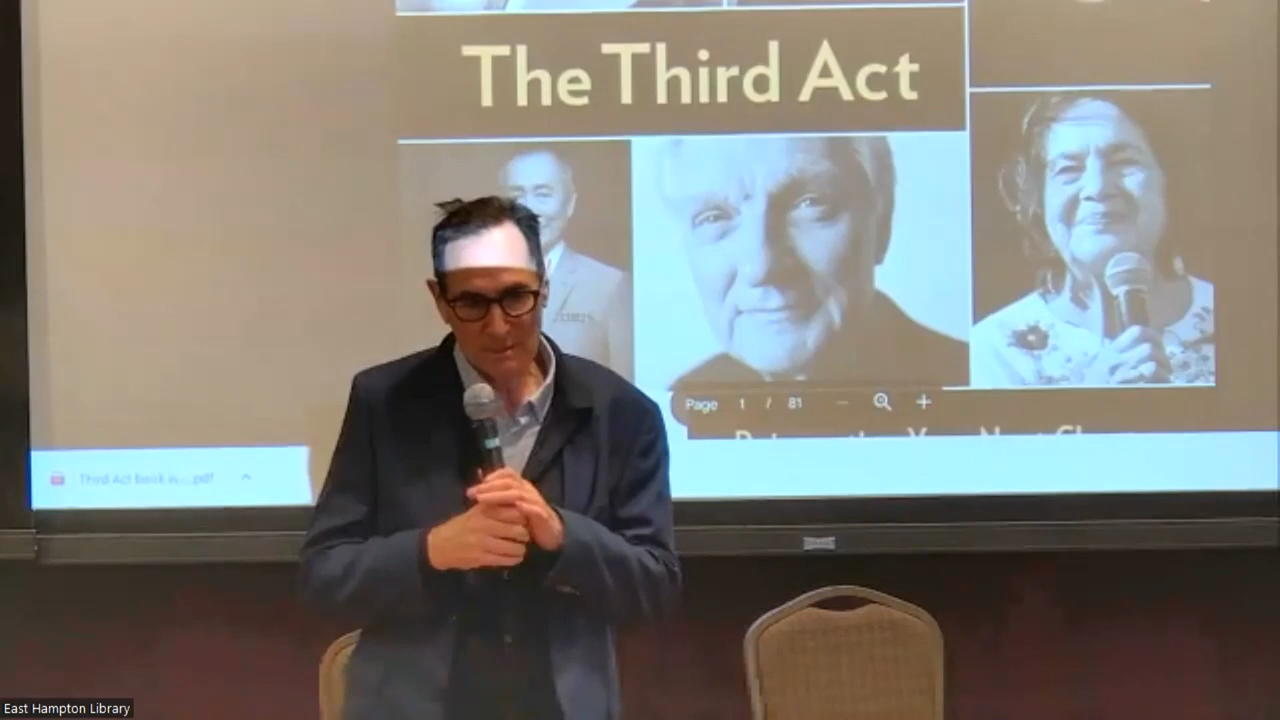 The Third Act
Page 1 / 81
Third Act book
pdf
East Hampton Library